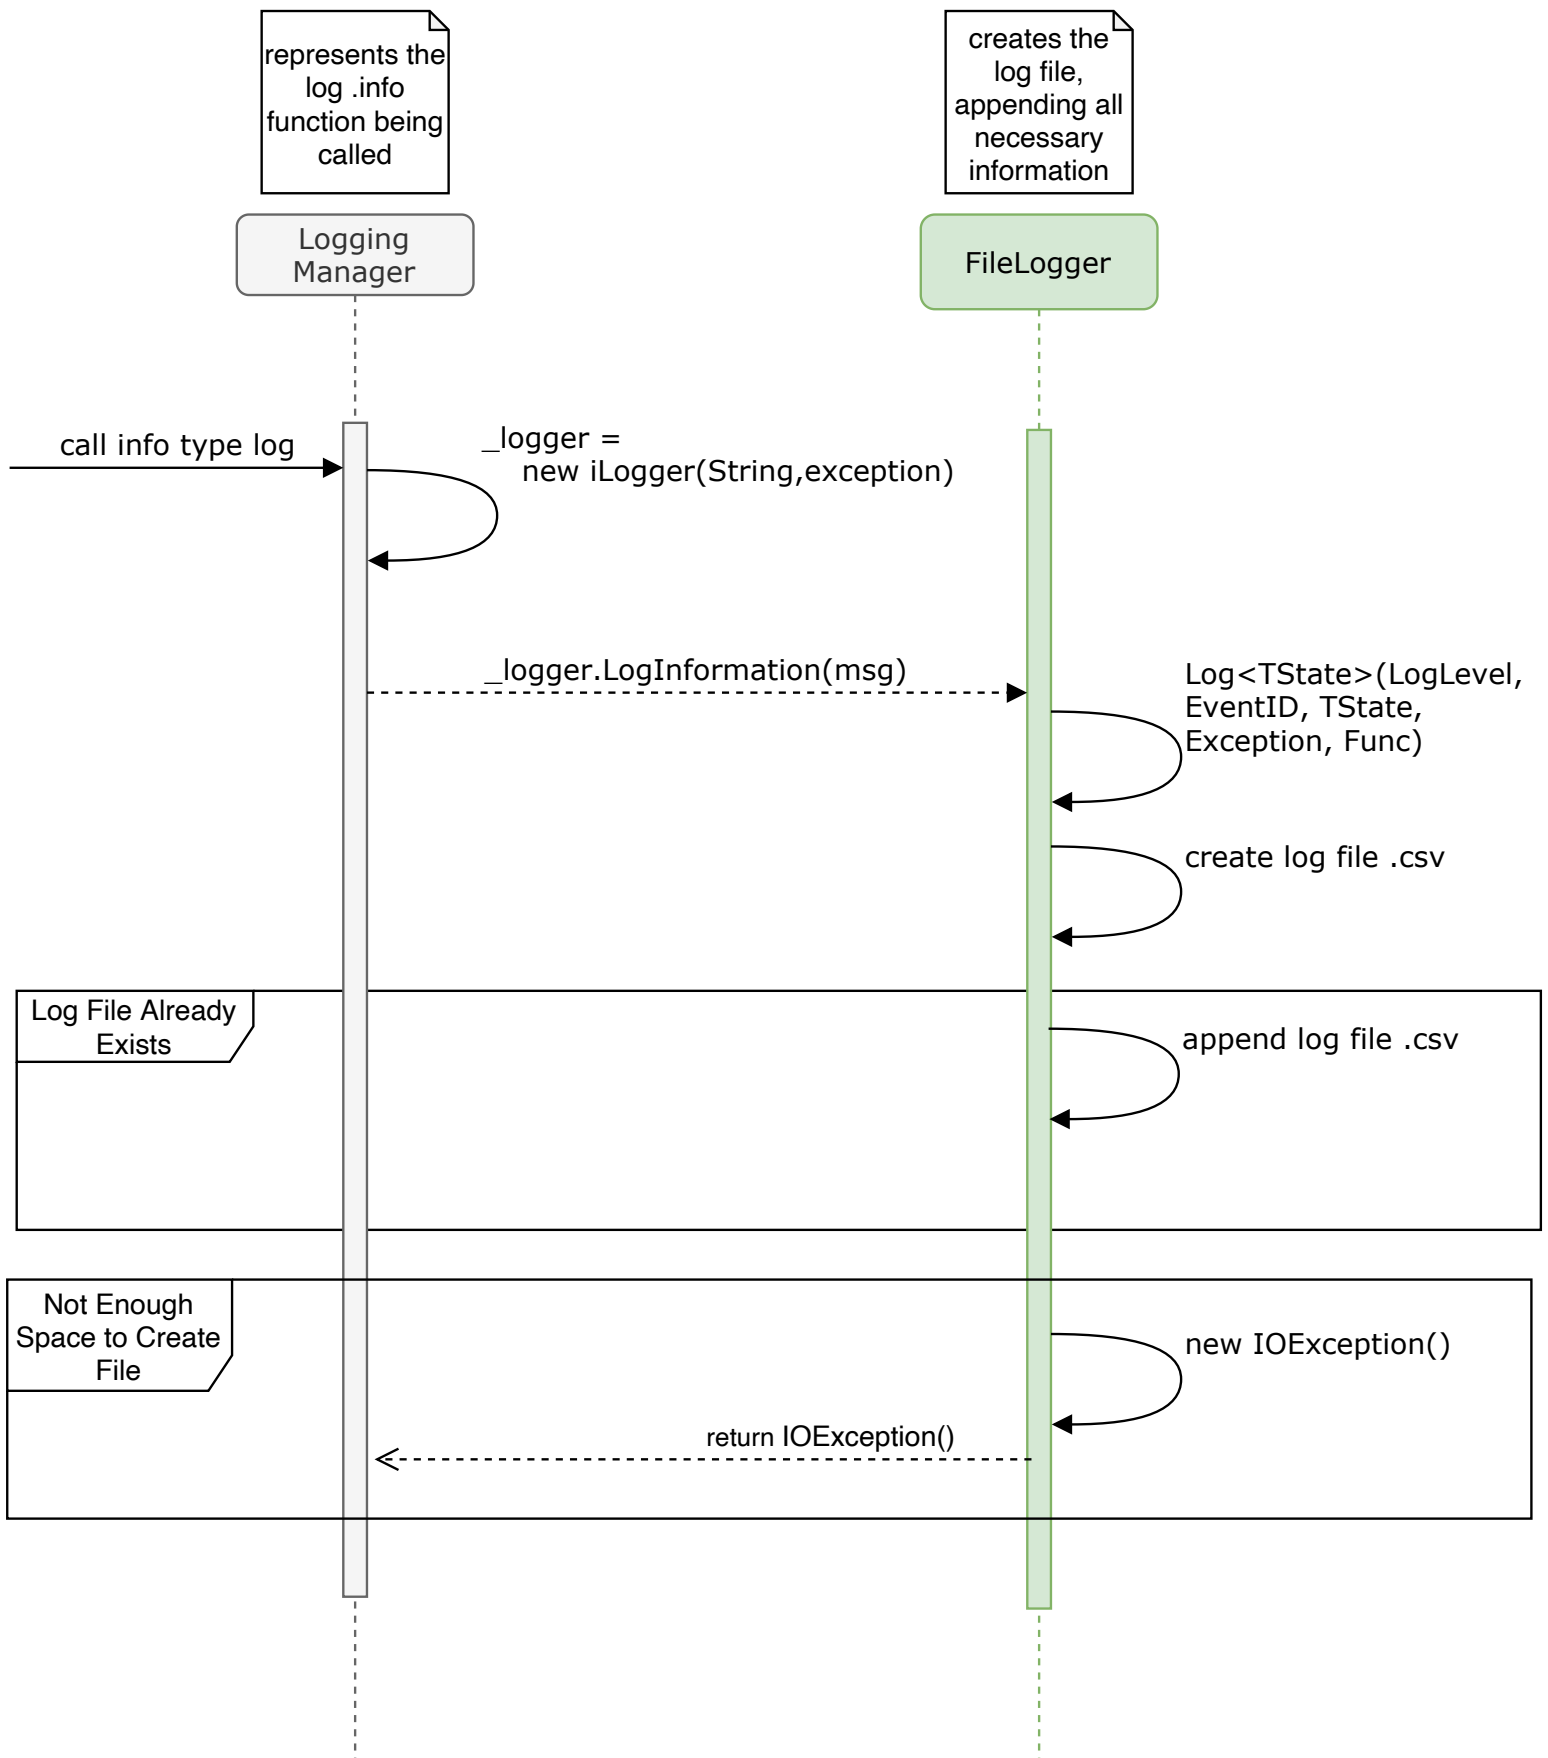 represents the
log .info
function being
called
creates the
log file,
appending all
necessary
information
Logging
Manager
FileLogger
call info type log
_logger =
new iLogger(String,exception)
_logger.LogInformation(msg)
Log<TState>(LogLevel,
EventID, TState,
Exception, Func)
create log file .csv
Log File Already
Exists
append log file .csv
Not Enough
Space to Create
File
new IOException()
return IOException()